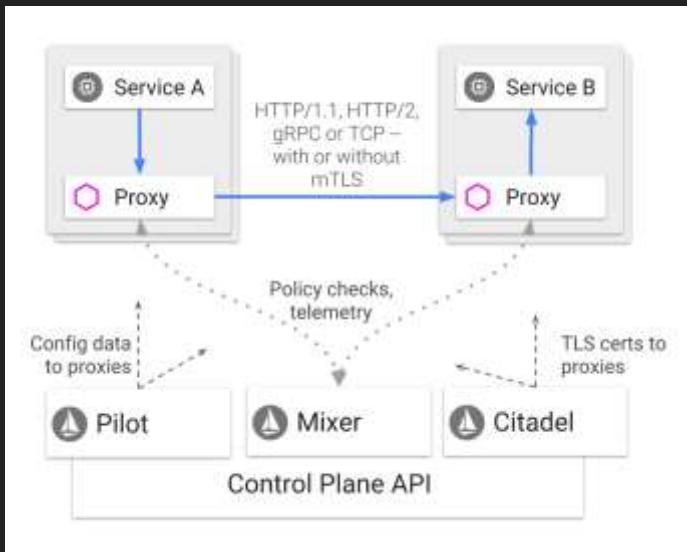 Service A
Service B
HTTP/1.1, HTTP/2,
gRPC or TCP –
with or without
mTLS
Proxy
Proxy
Policy checks,
telemetry
Config data
to proxies
TLS certs to
proxies
Pilot
Mixer
Citadel
Control Plane API